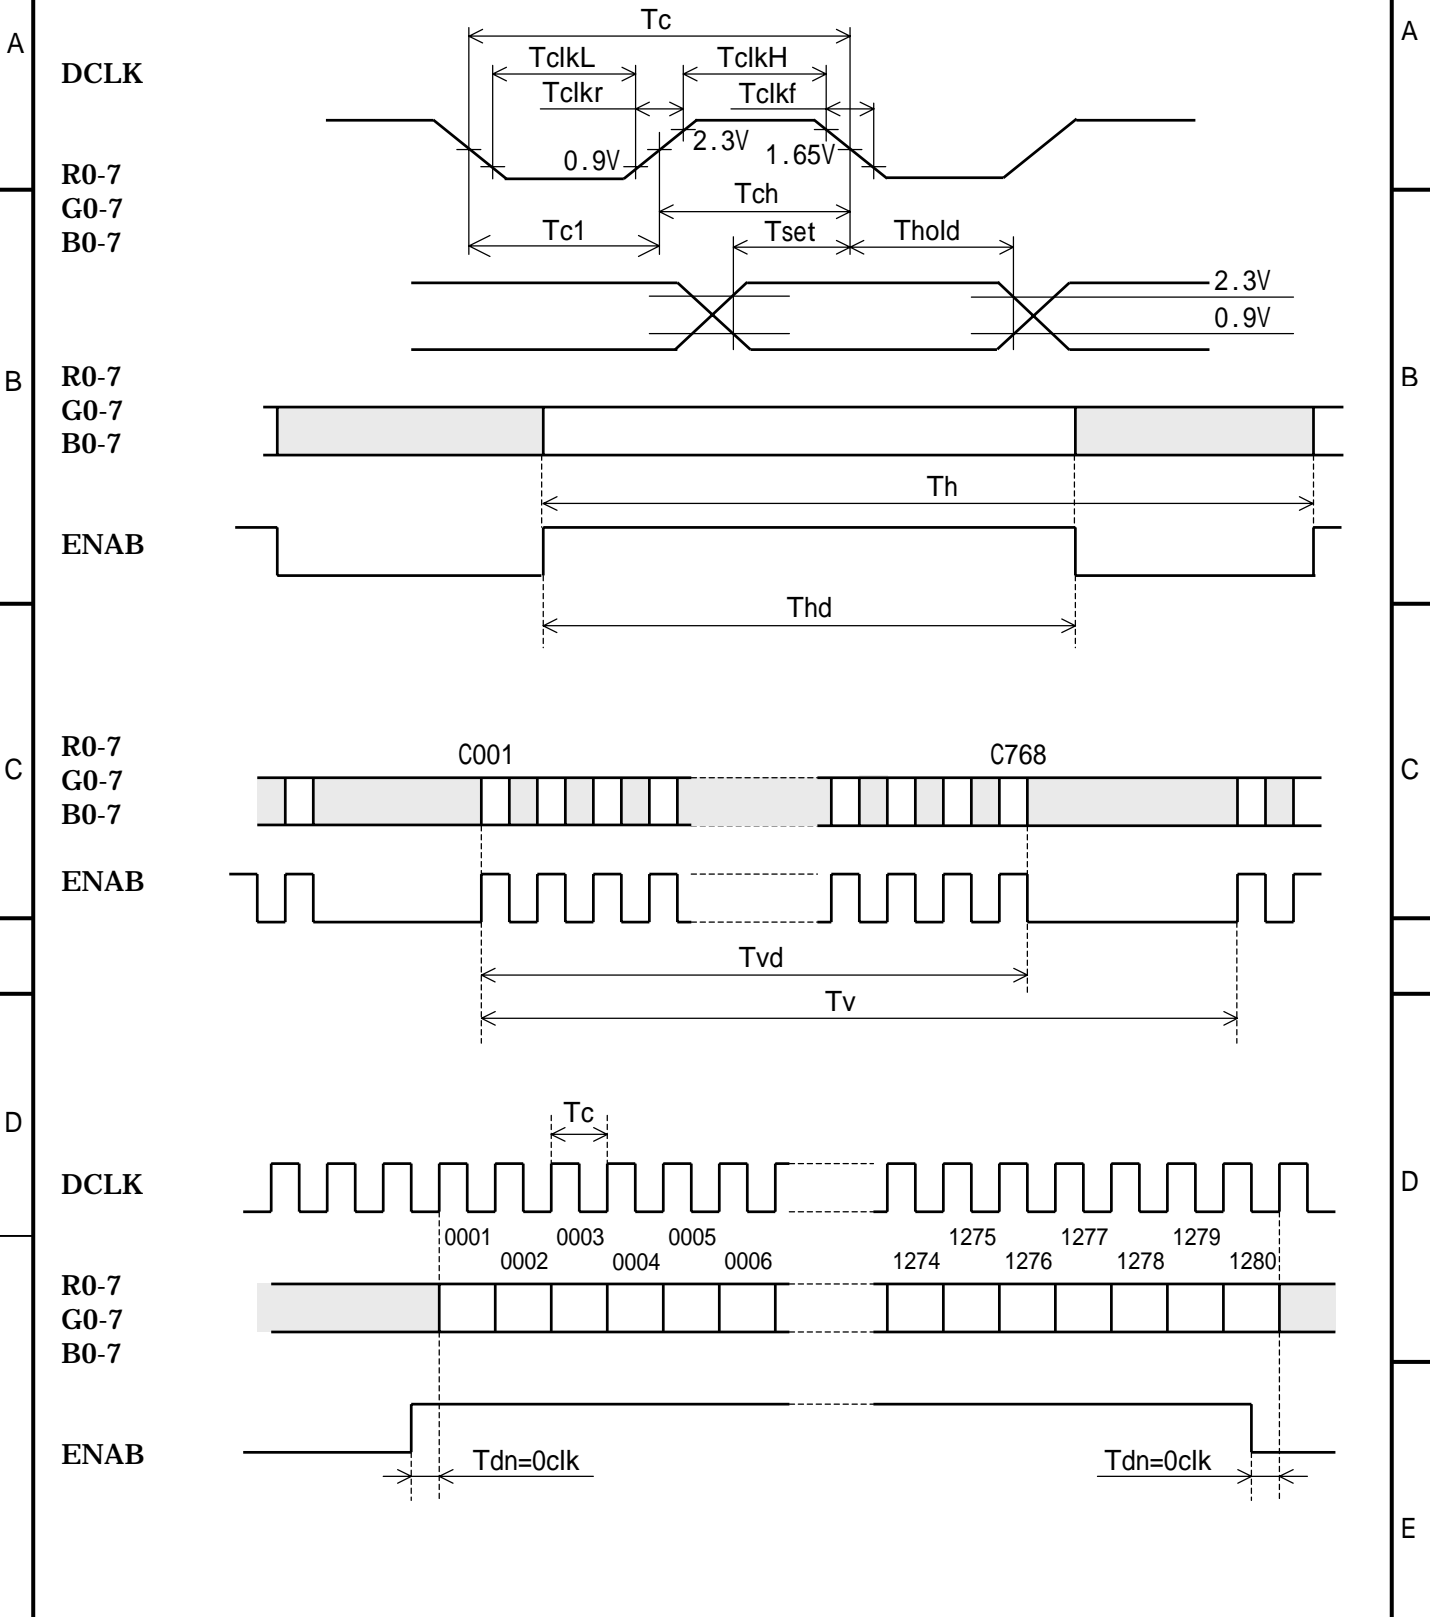 Tc
A
A
DCLK
TclkL
TclkH
Tclkr
Tclkf
2.3V
0.9V
1.65V
R0-7
G0-7
B0-7
Tch
Tc1
Tset
Thold
2.3V
0.9V
B
B
R0-7
G0-7
B0-7
Th
ENAB
Thd
C
C
R0-7
G0-7
B0-7
C001
C768
ENAB
Tvd
Tv
D
D
Tc
DCLK
0001 0003 0005 1275 1277 1279
0002 0004 0006 1274 1276 1278 1280
R0-7
G0-7
B0-7
ENAB
Tdn=0clk
Tdn=0clk
E